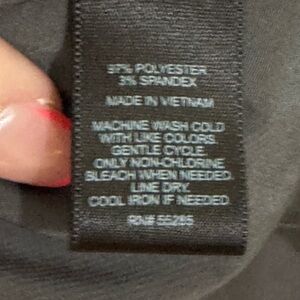 97% POLYESTER
3% SPANDEX
MADE IN VIETNAM
MACHINE WASH COLD
WITH LIKE COLORS.
GENTLE CYCLE.
ONLY NON-CHLORINE
BLEACH WHEN NEEDED.
LINE DRY.
COOL IRON IF NEEDED.
RN# 55285